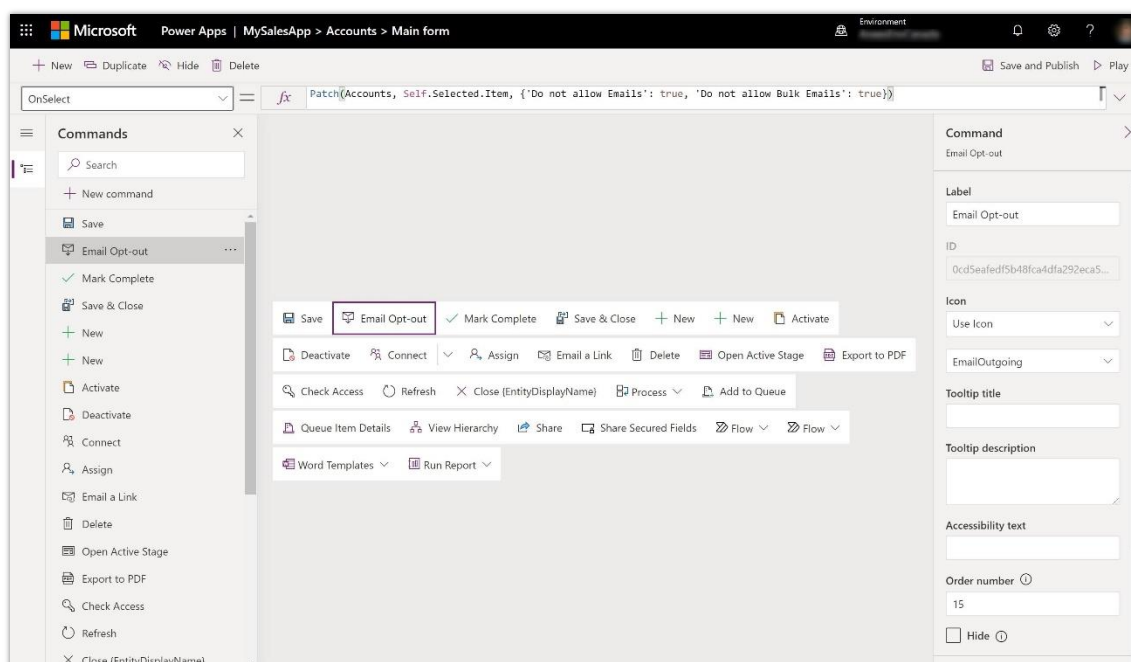 Microsoft Power Apps | MySalesApp > Accounts > Main form
Environment
?
New Duplicate Hide Delete
Save and Publish Play
OnSelect
=
fx Patch(Accounts, Self.Selected.Item, {'Do not allow Emails': true, 'Do not allow Bulk Emails': true})
Commands
Search
New command
Save
Email Opt-out ...
Mark Complete
Save & Close
New
New
Activate
Deactivate
Connect
Assign
Email a Link
Delete
Open Active Stage
Export to PDF
Check Access
Refresh
Close (EntityDisplayName)
Save Email Opt-out Mark Complete Save & Close New New Activate
Deactivate Connect Assign Email a Link Delete Open Active Stage Export to PDF
Check Access Refresh Close (EntityDisplayName) Process Add to Queue
Queue Item Details View Hierarchy Share Share Secured Fields Flow Flow
Word Templates Run Report
Command
Email Opt-out
Label
Email Opt-out
ID
0cd5eafedf5b48fca4dfa292eca5...
Icon
Use Icon
EmailOutgoing
Tooltip title
Tooltip description
Accessibility text
Order number
15
Hide